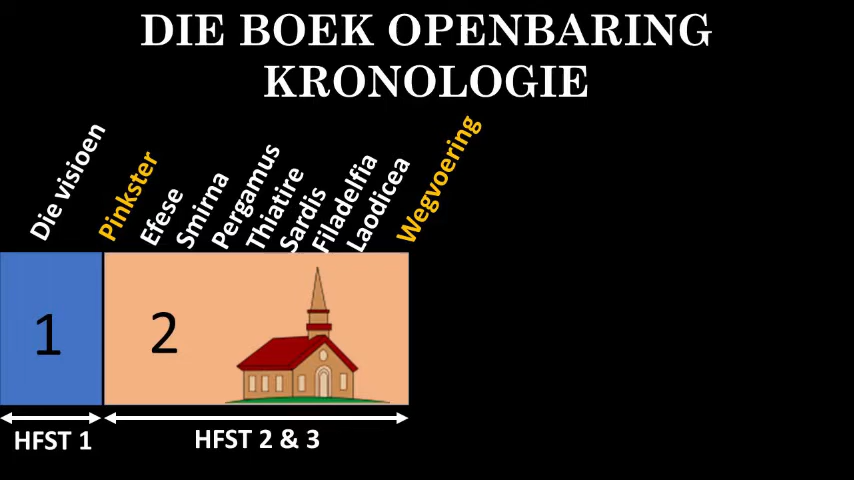 DIE BOEK OPENBARING
KRONOLOGIE
Die visioen
Pinkster
Efese
Smirna
Pergamus
Thiatire
Sardis
Filadelfia
Laodicea
Wegvoering
1
2
HFST 1
HFST 2 & 3